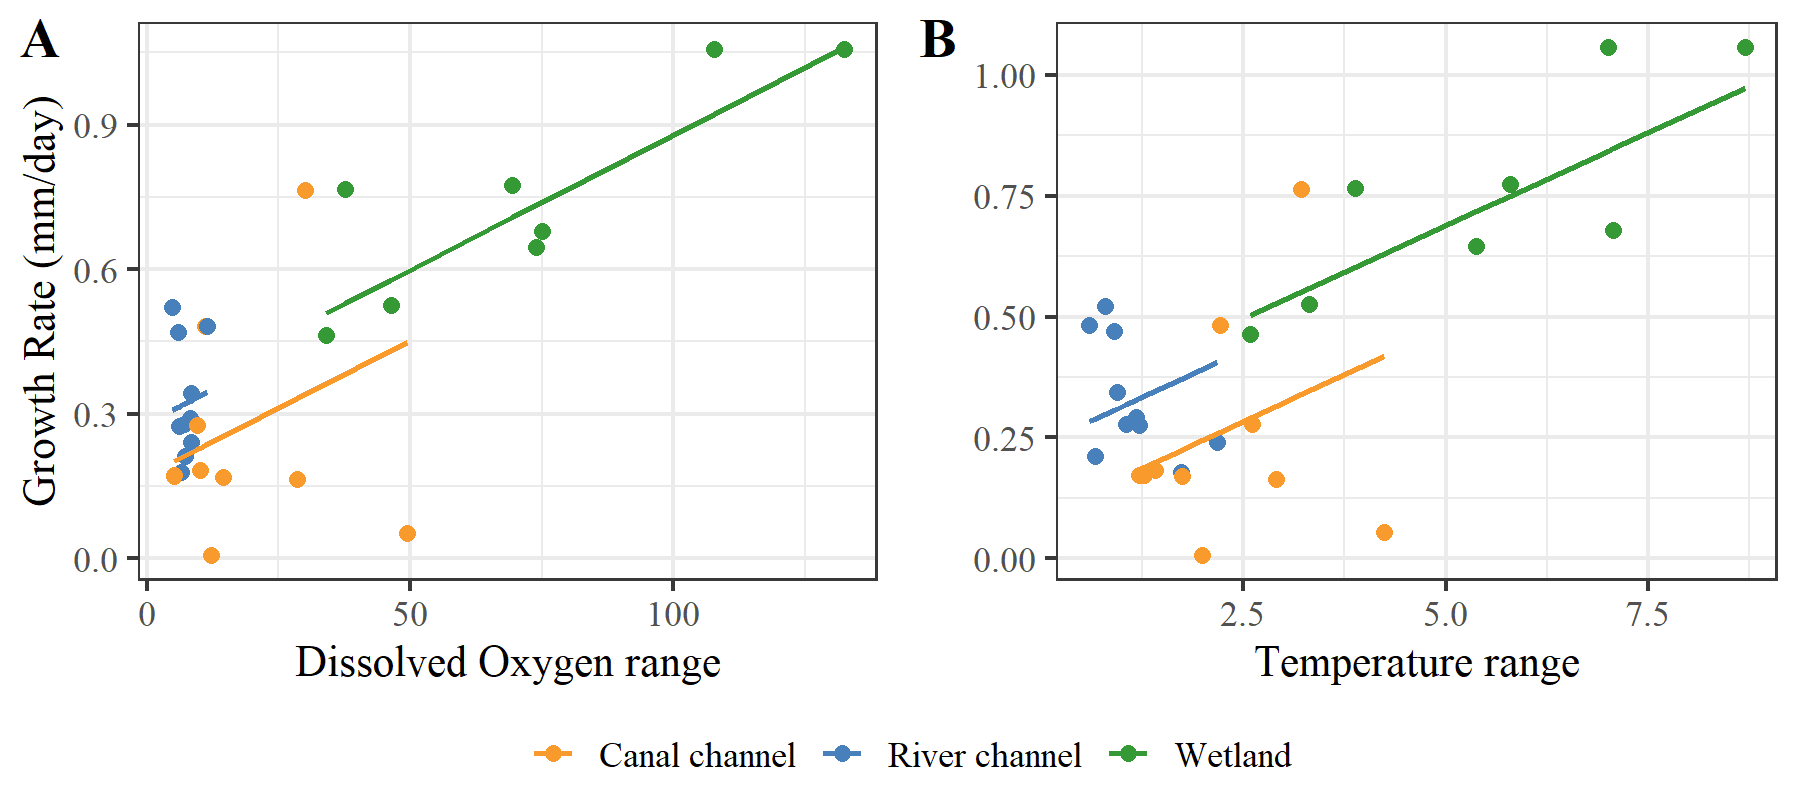 A
B
Growth Rate (mm/day)
0.9
0.6
0.3
0.0
0
50
100
Dissolved Oxygen range
1.00
0.75
0.50
0.25
0.00
2.5
5.0
7.5
Temperature range
Canal channel
River channel
Wetland